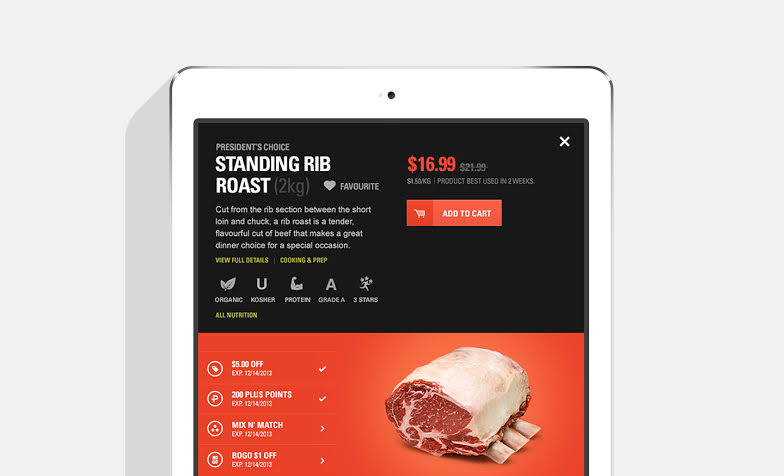 PRESIDENT'S CHOICE
STANDING RIB
ROAST (2kg)
FAVOURITE
Cut from the rib section between the short
loin and chuck, a rib roast is a tender,
flavourful cut of beef that makes a great
dinner choice for a special occasion.
VIEW FULL DETAILS | COOKING & PREP
ORGANIC
U
KOSHER
PROTEIN
A
GRADE A
3 STARS
ALL NUTRITION
$16.99 $21.99
$4.50/KG | PRODUCT BEST USED IN 2 WEEKS.
ADD TO CART
$5.00 OFF
EXP. 12/14/2013
P
200 PLUS POINTS
EXP. 12/14/2013
MIX N' MATCH
EXP. 12/14/2013
BO
GO
BOGO $1 OFF
EXP. 12/14/2013